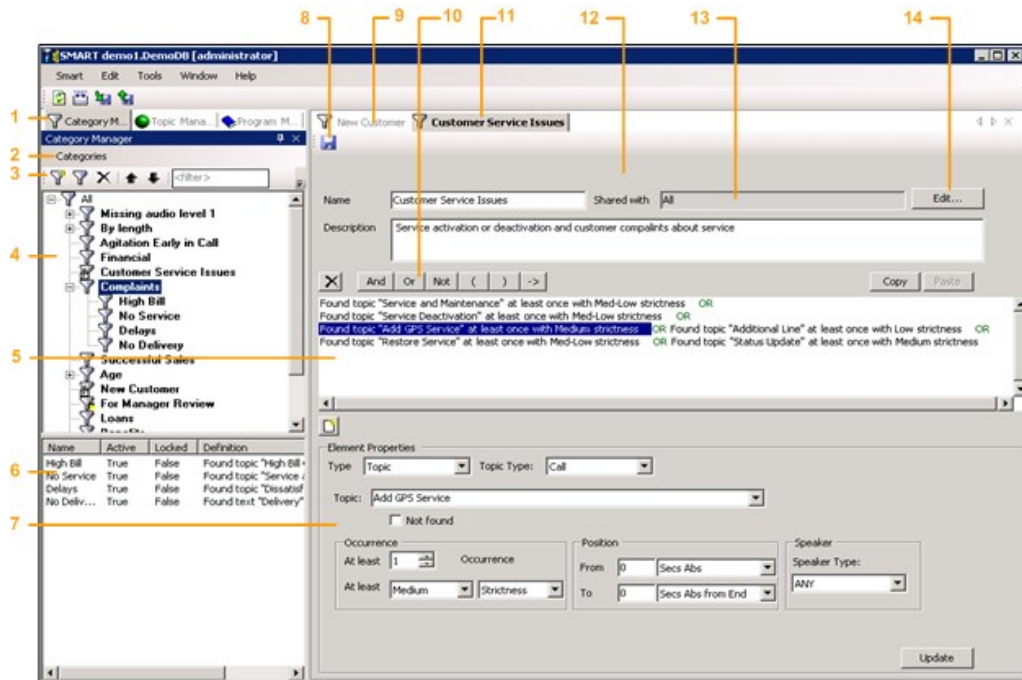 8 9 10 11 12 13 14
SMART demo1.DemoDB [administrator]
Smart Edit Tools Window Help
1
Category M... Topic Mana... Program M...
New Customer Customer Service Issues
Category Manager
2
Categories
3
<filter>
4
All
Missing audio level 1
By length
Agitation Early in Call
Financial
Customer Service Issues
Complaints
High Bill
No Service
Delays
No Delivery
Successful Sales
Age
New Customer
For Manager Review
Loans
Name Customer Service Issues Shared with All Edit...
Description Service activation or deactivation and customer compalints about service
And Or Not ( ) -> Copy Paste
5
Found topic "Service and Maintenance" at least once with Med-Low strictness OR
Found topic "Service Deactivation" at least once with Med-Low strictness OR
Found topic "Add GPS Service" at least once with Medium strictness OR Found topic "Additional Line" at least once with Low strictness OR
Found topic "Restore Service" at least once with Med-Low strictness OR Found topic "Status Update" at least once with Medium strictness
6
Name Active Locked Definition
High Bill True False Found topic "High Bill
No Service True False Found topic "Service
Delays True False Found topic "Dissatisf
No Deliv... True False Found text "Delivery"
7
Element Properties
Type Topic Topic Type: Call
Topic: Add GPS Service
Not found
Occurrence
At least 1 Occurrence
At least Medium Strictness
Position
From 0 Secs Abs
To 0 Secs Abs from End
Speaker
Speaker Type:
ANY
Update